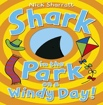 Nick Sharratt
Shark
in the
Park
on a
Windy Day!